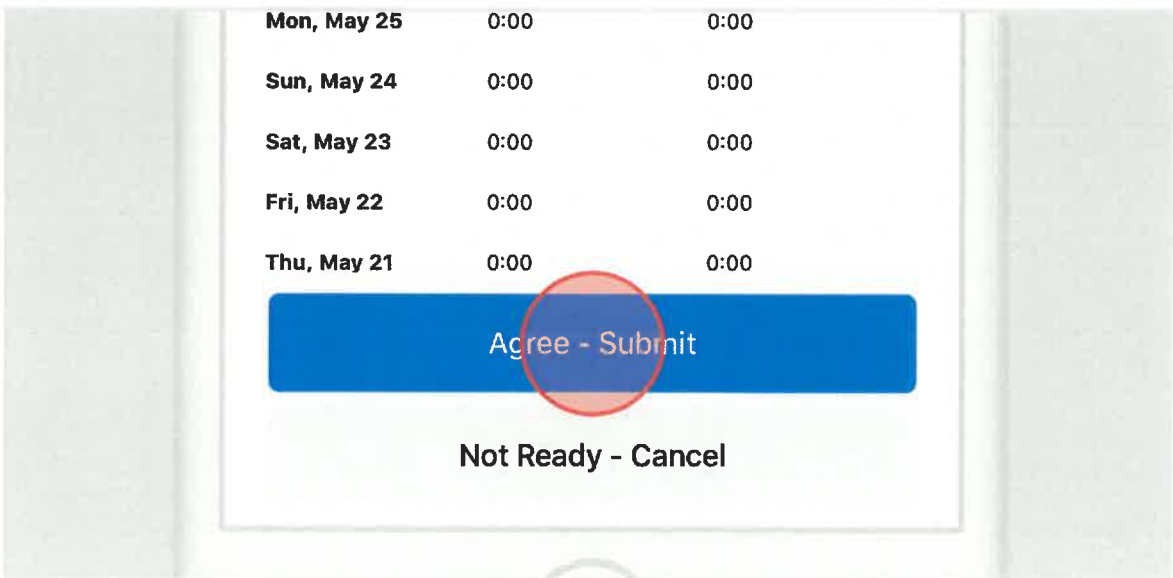 Mon, May 25 0:00 0:00
Sun, May 24 0:00 0:00
Sat, May 23 0:00 0:00
Fri, May 22 0:00 0:00
Thu, May 21 0:00 0:00
Agree - Submit
Not Ready - Cancel